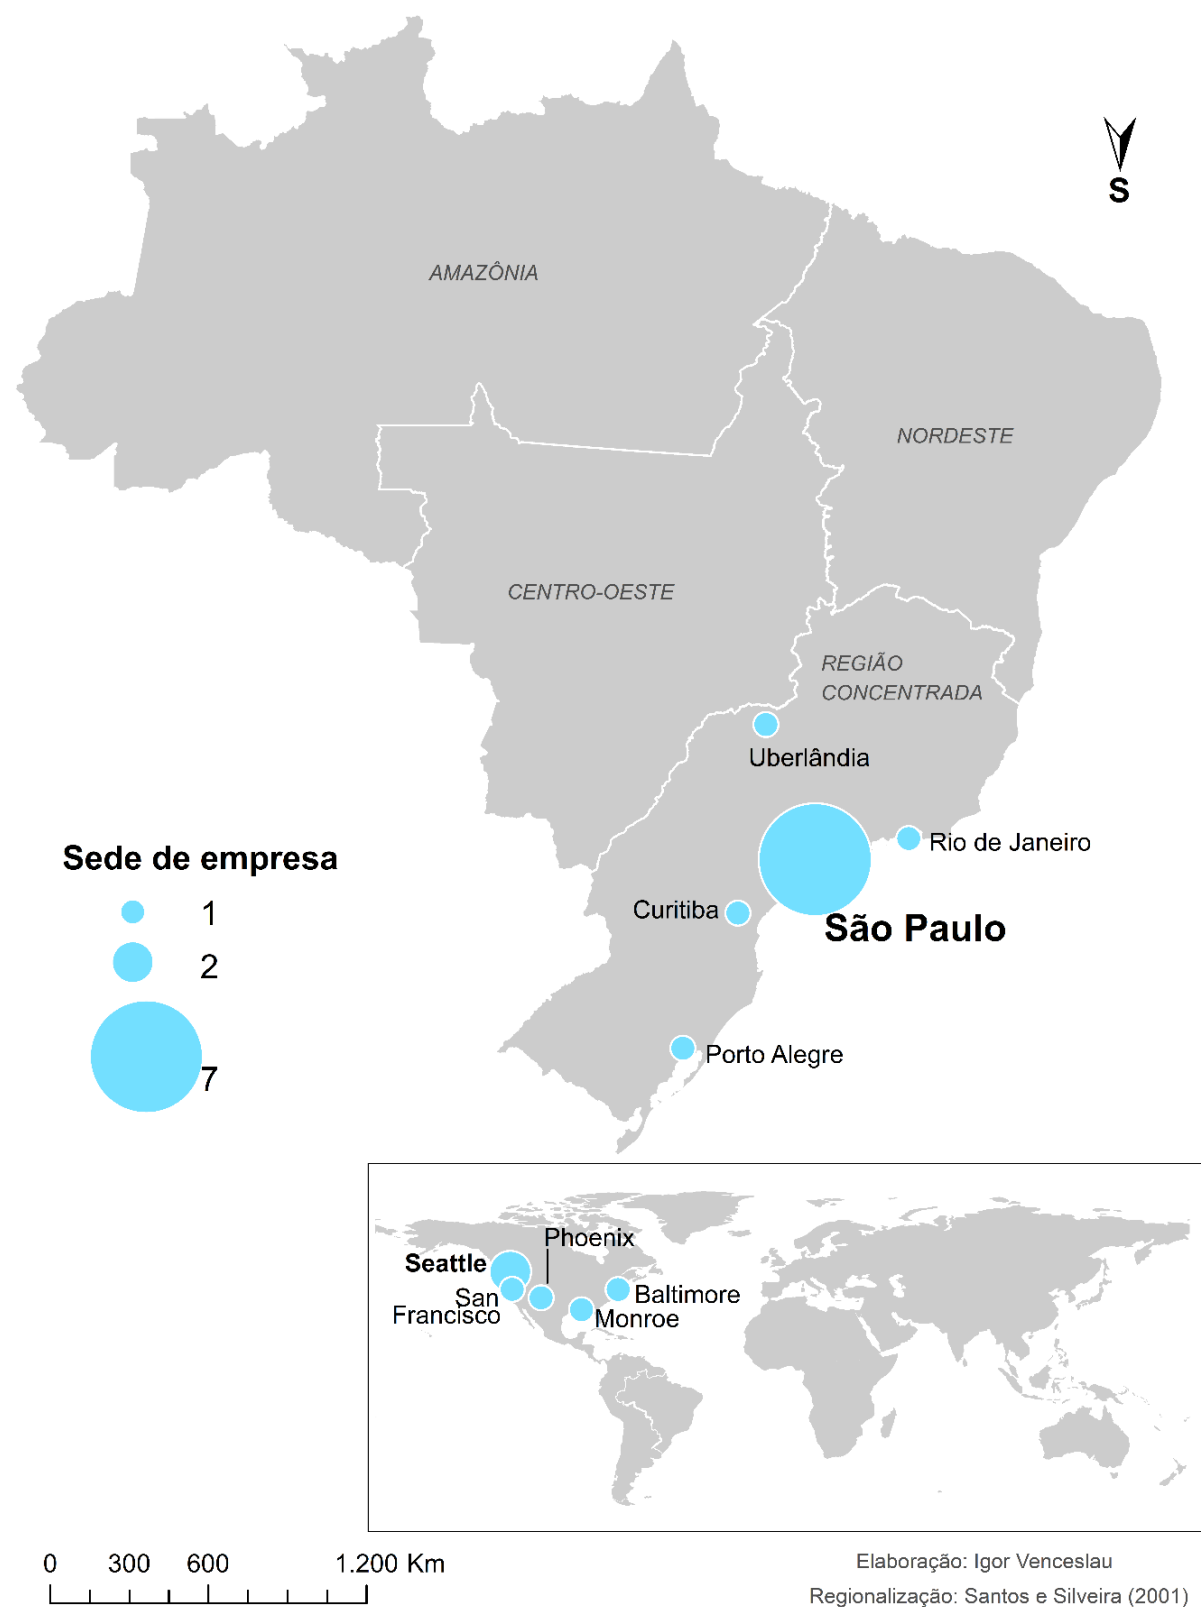 S
AMAZÔNIA
NORDESTE
CENTRO-OESTE
REGIÃO
CONCENTRADA
Uberlândia
Rio de Janeiro
Curitiba
São Paulo
Porto Alegre
Sede de empresa
1
2
7
Phoenix
Seattle
San
Francisco
Baltimore
Monroe
0 300 600 1.200 Km
Elaboração: Igor Venceslau
Regionalização: Santos e Silveira (2001)